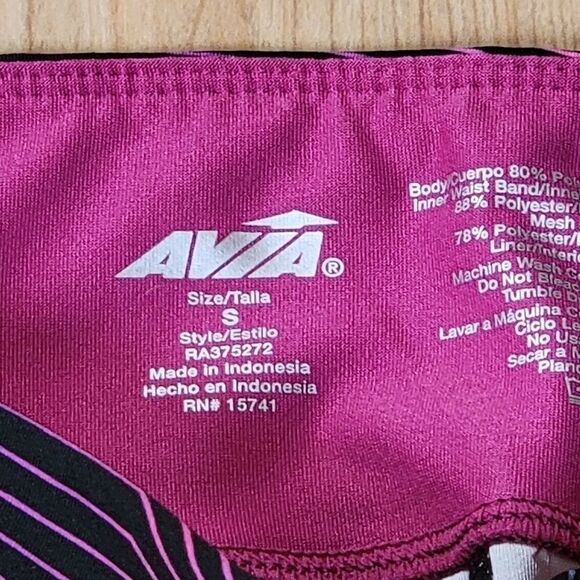 AVIA®
Size/Talla
S
Style/Estilo
RA375272
Made in Indonesia
Hecho en Indonesia
RN# 15741
Body/Cuerpo 80%
Inner Waist Band/Inner
88% Polyester/
Mesh
78% Polyester/
Liner/
Machine Wash
Do Not
Tumble
Lavar a Máquina
Ciclo
No
Secar a